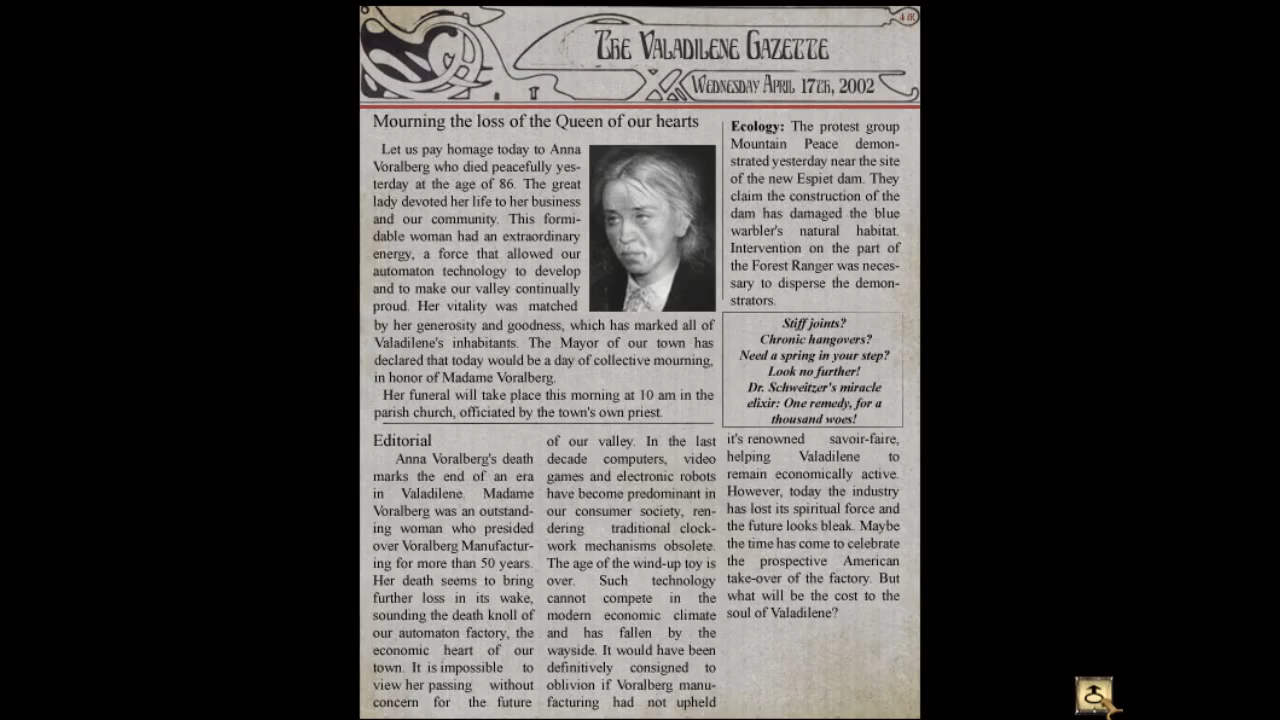 The Valadilene Gazette
Wednesday April 17th, 2002
Mourning the loss of the Queen of our hearts
Let us pay homage today to Anna
Voralberg who died peacefully yes-
terday at the age of 86. The great
lady devoted her life to her business
and our community. This formi-
dable woman had an extraordinary
energy, a force that allowed our
automaton technology to develop
and to make our valley continually
proud. Her vitality was matched
by her generosity and goodness, which has marked all of
Valadilene's inhabitants. The Mayor of our town has
declared that today would be a day of collective mourning,
in honor of Madame Voralberg.
Her funeral will take place this morning at 10 am in the
parish church, officiated by the town's own priest.
Ecology: The protest group
Mountain Peace demon-
strated yesterday near the site
of the new Espiet dam. They
claim the construction of the
dam has damaged the blue
warbler's natural habitat.
Intervention on the part of
the Forest Ranger was neces-
sary to disperse the demon-
strators.
Stiff joints?
Chronic hangovers?
Need a spring in your step?
Look no further!
Dr. Schweitzer's miracle
elixir: One remedy, for a
thousand woes!
Editorial
Anna Voralberg's death
marks the end of an era
in Valadilene. Madame
Voralberg was an outstand-
ing woman who presided
over Voralberg Manufactur-
ing for more than 50 years.
Her death seems to bring
further loss in its wake,
sounding the death knoll of
our automaton factory, the
economic heart of our
town. It is impossible to
view her passing without
concern for the future
of our valley. In the last
decade computers, video
games and electronic robots
have become predominant in
our consumer society, ren-
dering traditional clock-
work mechanisms obsolete.
The age of the wind-up toy is
over. Such technology
cannot compete in the
modern economic climate
and has fallen by the
wayside. It would have been
definitively consigned to
oblivion if Voralberg manu-
facturing had not upheld
it's renowned savoir-faire,
helping Valadilene to
remain economically active.
However, today the industry
has lost its spiritual force and
the future looks bleak. Maybe
the time has come to celebrate
the prospective American
take-over of the factory. But
what will be the cost to the
soul of Valadilene?